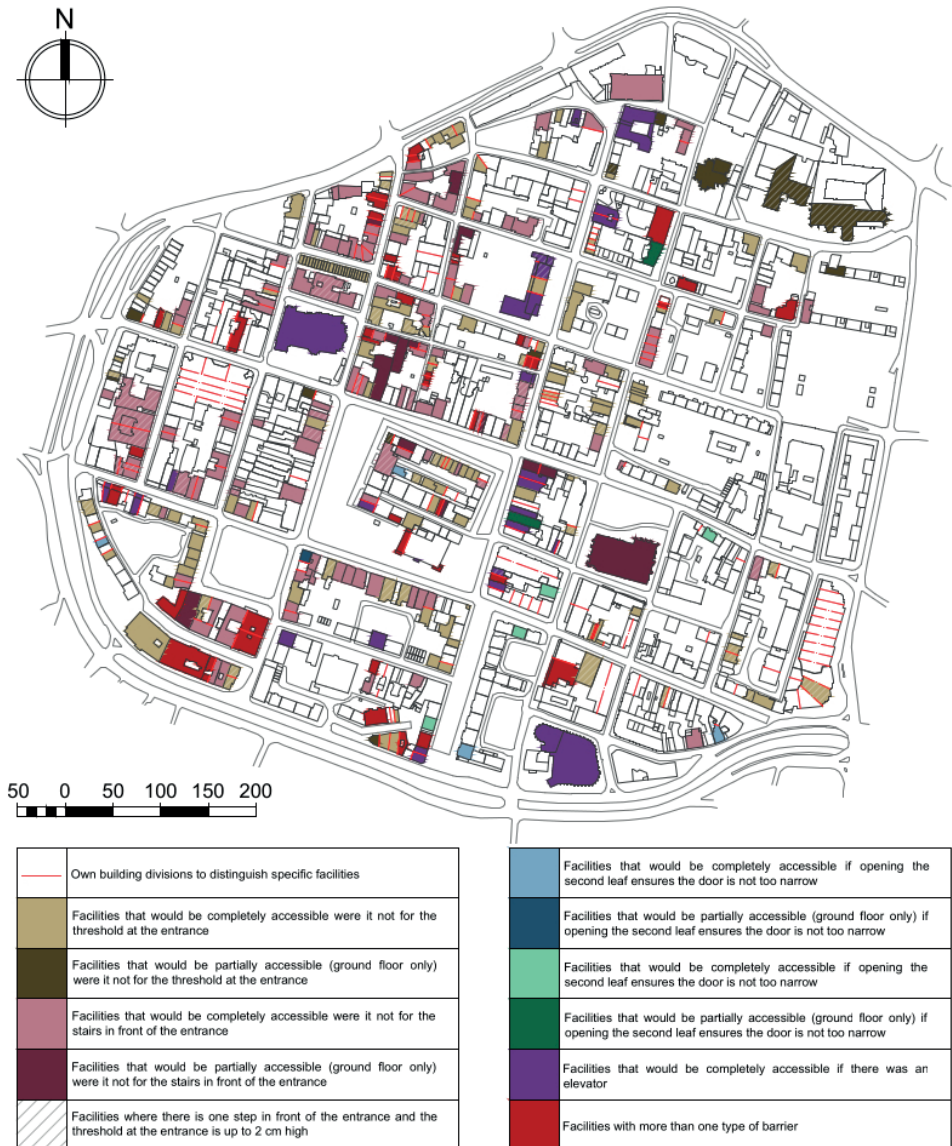 N
50 0 50 100 150 200
Own building divisions to distinguish specific facilities
Facilities that would be completely accessible were it not for the
threshold at the entrance
Facilities that would be partially accessible (ground floor only)
were it not for the threshold at the entrance
Facilities that would be completely accessible were it not for the
stairs in front of the entrance
Facilities that would be partially accessible (ground floor only)
were it not for the stairs in front of the entrance
Facilities where there is one step in front of the entrance and the
threshold at the entrance is up to 2 cm high
Facilities that would be completely accessible if opening the
second leaf ensures the door is not too narrow
Facilities that would be partially accessible (ground floor only) if
opening the second leaf ensures the door is not too narrow
Facilities that would be completely accessible if opening the
second leaf ensures the door is not too narrow
Facilities that would be partially accessible (ground floor only) if
opening the second leaf ensures the door is not too narrow
Facilities that would be completely accessible if there was an
elevator
Facilities with more than one type of barrier